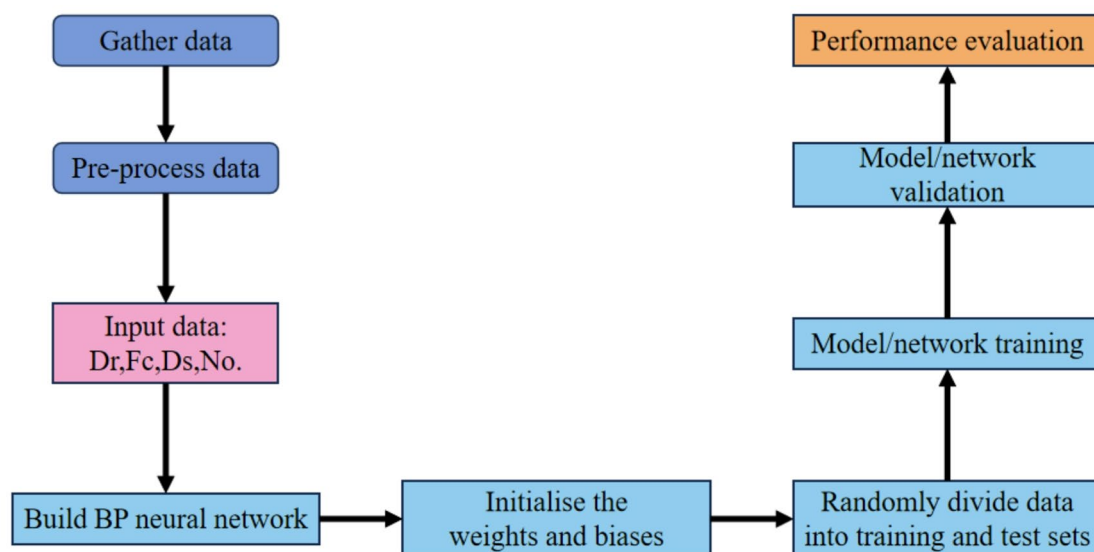 Gather data
Pre-process data
Input data:
Dr,Fc,Ds,No.
Build BP neural network
Initialise the
weights and biases
Randomly divide data
into training and test sets
Model/network training
Model/network
validation
Performance evaluation